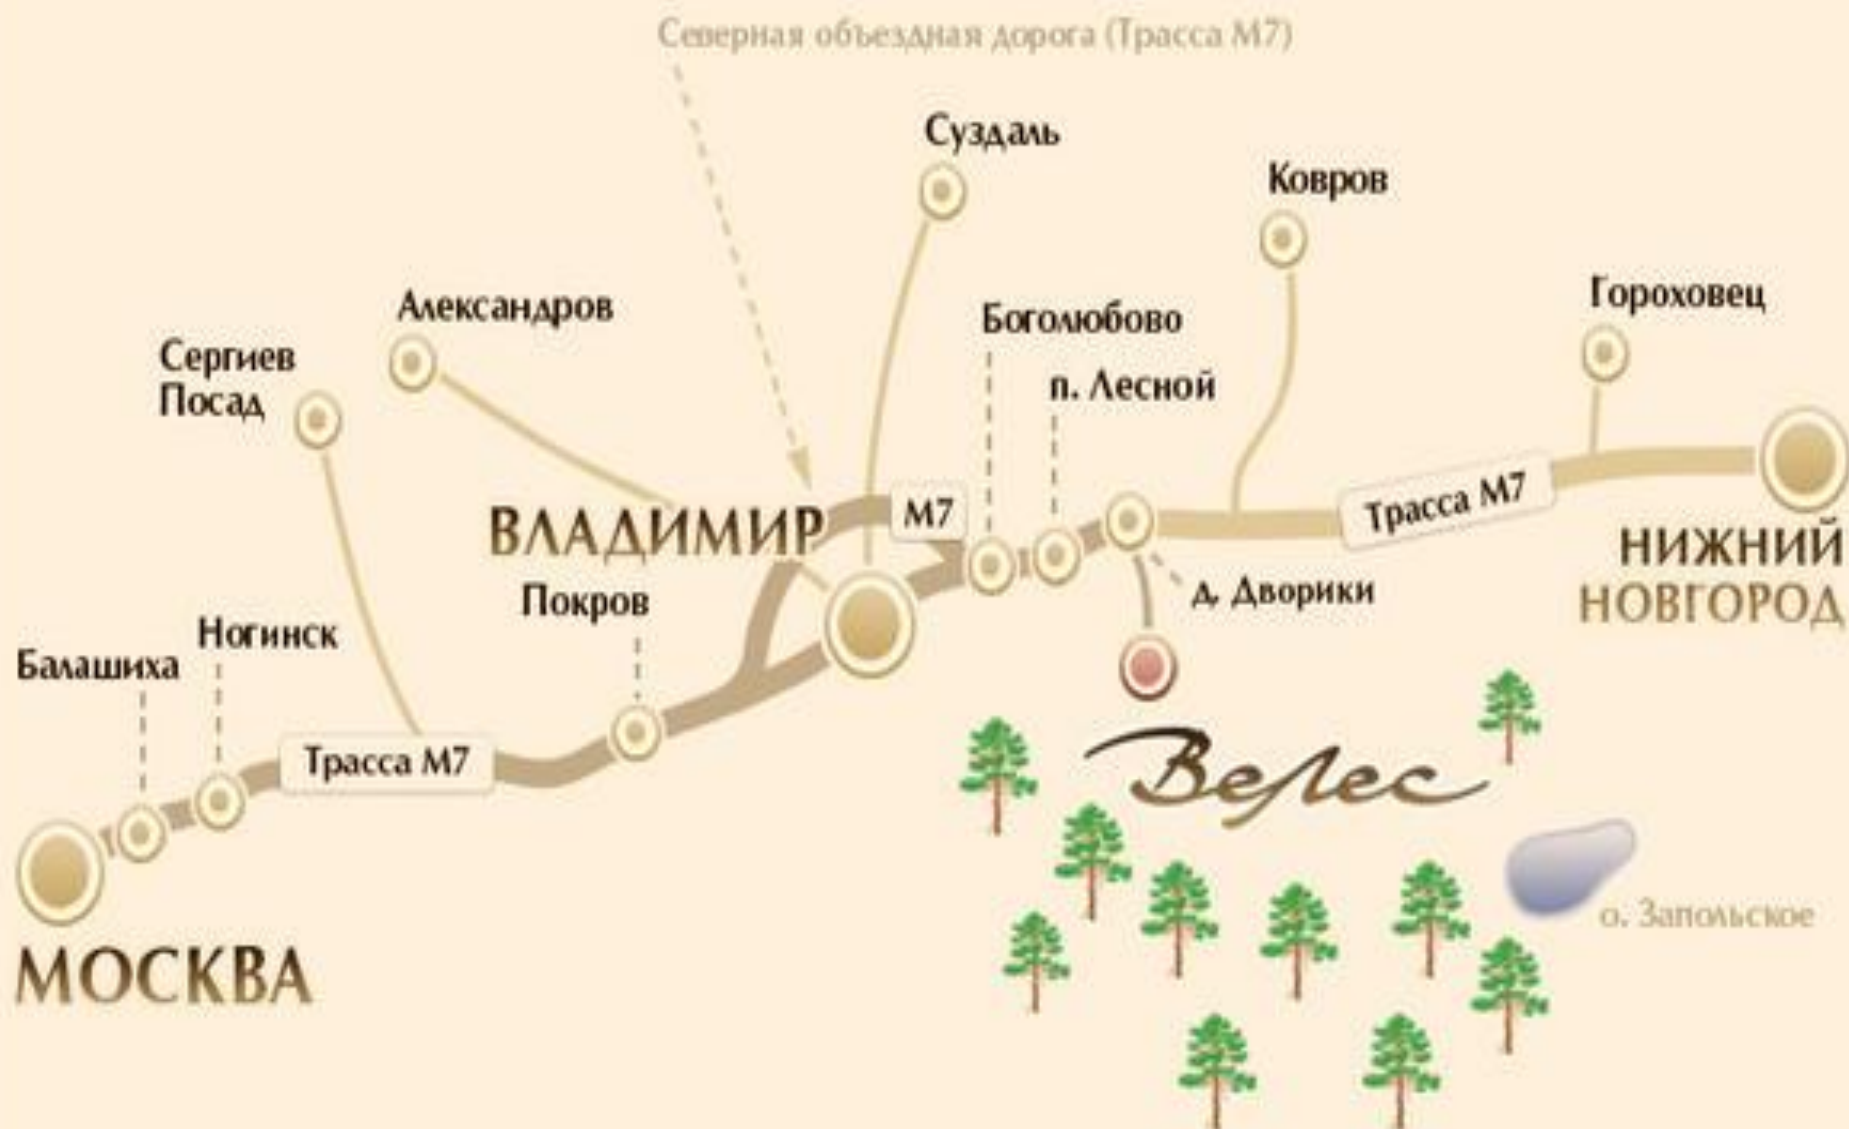 Северная объездная дорога (Трасса М7)
Суздаль
Ковров
Гороховец
Александров
Боголюбово
Сергиев
Посад
п. Лесной
ВЛАДИМИР
М7
Трасса М7
НИЖНИЙ
НОВГОРОД
д. Дворики
Покров
Ногинск
Балашиха
Трасса М7
Велес
о. Запольское
МОСКВА